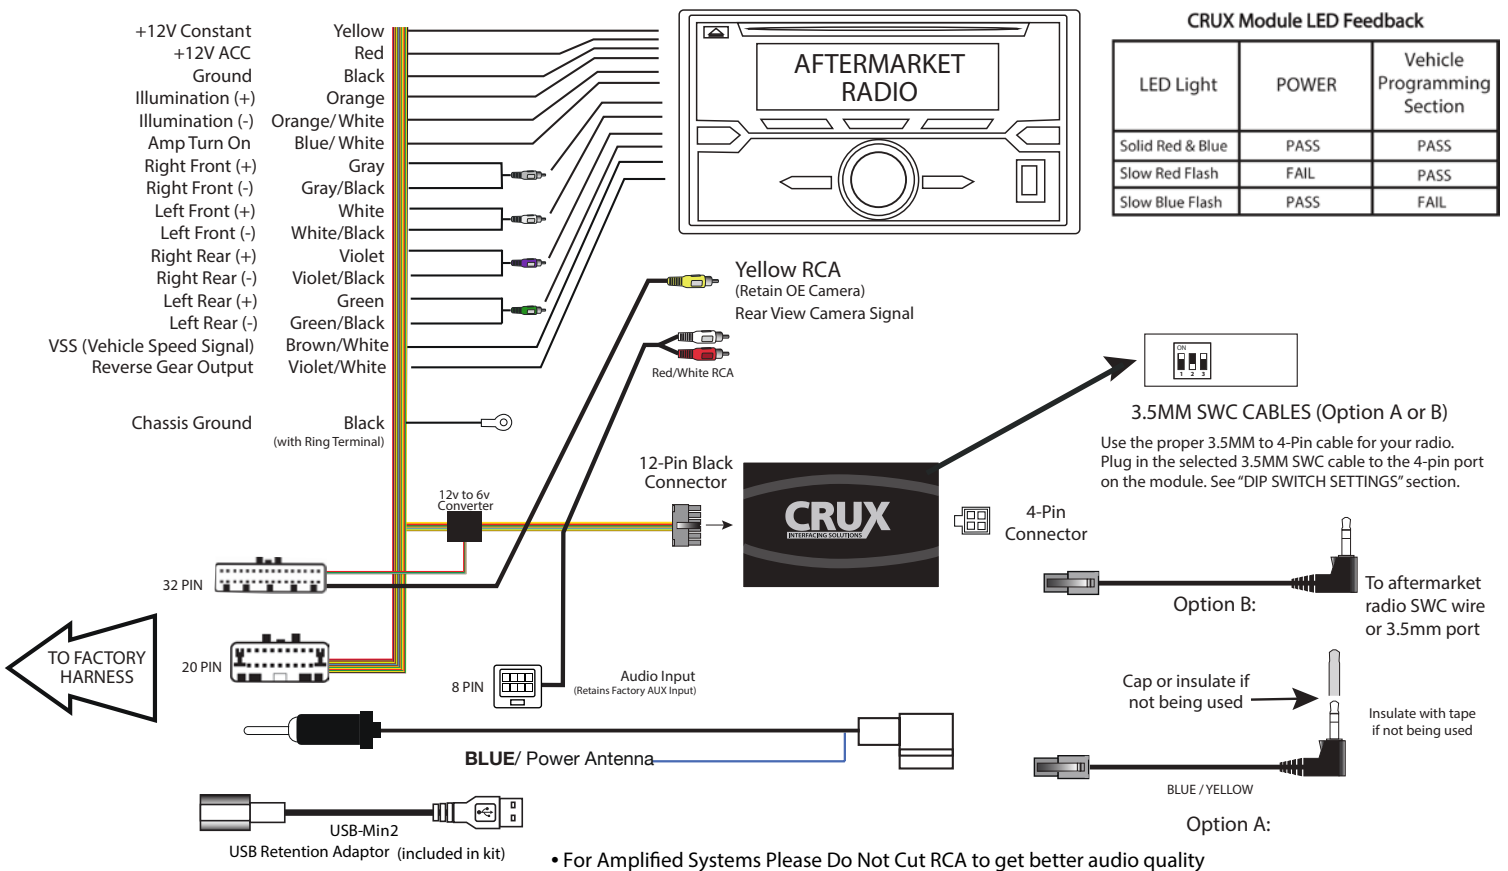 +12V Constant Yellow
+12V ACC Red
Ground Black
Illumination (+) Orange
Illumination (-) Orange/ White
Amp Turn On Blue/ White
Right Front (+) Gray
Right Front (-) Gray/Black
Left Front (+) White
Left Front (-) White/Black
Right Rear (+) Violet
Right Rear (-) Violet/Black
Left Rear (+) Green
Left Rear (-) Green/Black
VSS (Vehicle Speed Signal) Brown/White
Reverse Gear Output Violet/White
Chassis Ground Black
(with Ring Terminal)
AFTERMARKET
RADIO
CRUX Module LED Feedback
LED Light POWER Vehicle
Programming
Section
Solid Red & Blue PASS PASS
Slow Red Flash FAIL PASS
Slow Blue Flash PASS FAIL
Yellow RCA
(Retain OE Camera)
Rear View Camera Signal
Red/White RCA
ON
1 2 3
3.5MM SWC CABLES (Option A or B)
Use the proper 3.5MM to 4-Pin cable for your radio.
Plug in the selected 3.5MM SWC cable to the 4-pin port
on the module. See “DIP SWITCH SETTINGS” section.
12-Pin Black
Connector
12v to 6v
Converter
CRUX
INTERFACING SOLUTIONS
4-Pin
Connector
32 PIN
Option B:
To aftermarket
radio SWC wire
or 3.5mm port
TO FACTORY
HARNESS
20 PIN
8 PIN
Audio Input
(Retains Factory AUX Input)
Cap or insulate if
not being used
Insulate with tape
if not being used
BLUE/ Power Antenna
BLUE / YELLOW
Option A:
USB-Min2
USB Retention Adaptor (included in kit)
• For Amplified Systems Please Do Not Cut RCA to get better audio quality